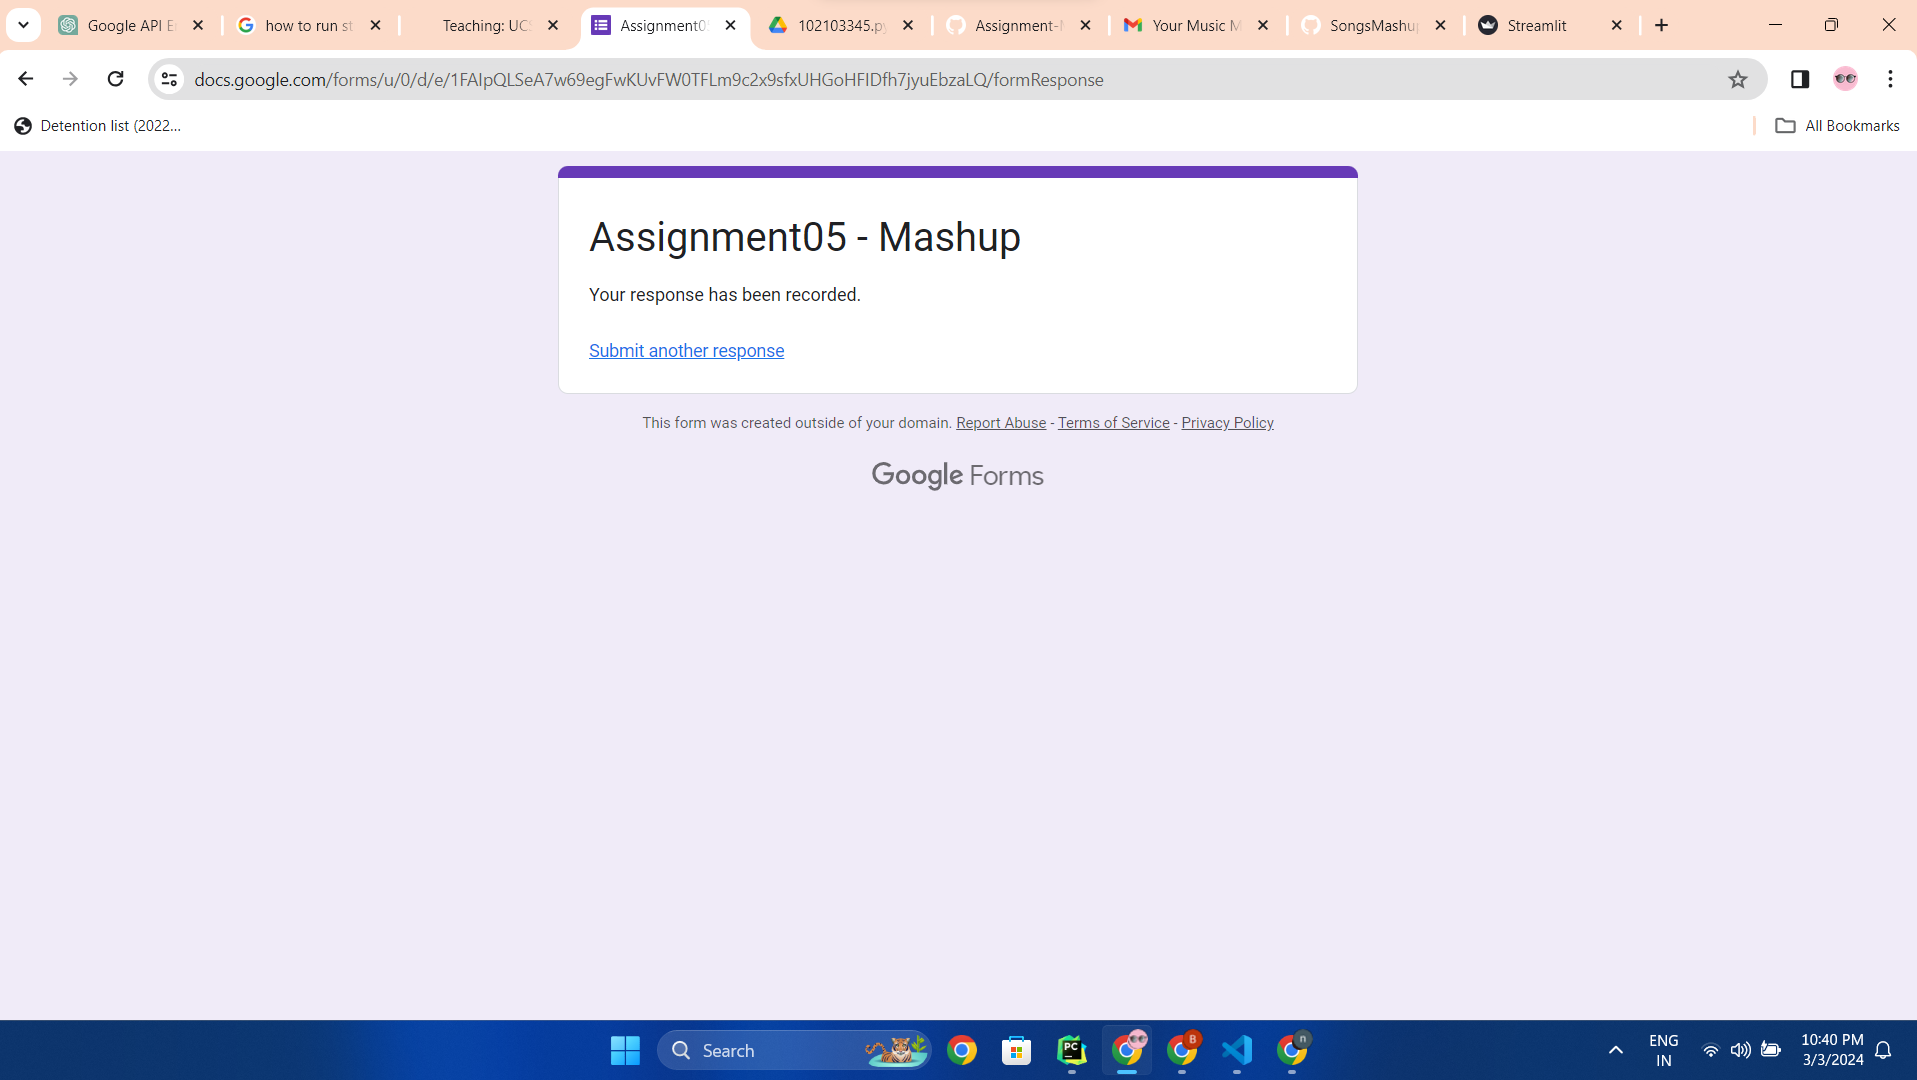 Google API E
how to run st
Teaching: UCS
Assignment05
102103345.py
Assignment-M
Your Music M
SongsMashup
Streamlit
docs.google.com/forms/u/0/d/e/1FAIpQLSeA7w69egFwKUvFW0TFLm9c2x9sfxUHGoHFIDfh7jyuEbzaLQ/formResponse
Detention list (2022...
All Bookmarks
Assignment05 - Mashup
Your response has been recorded.
Submit another response
This form was created outside of your domain. Report Abuse - Terms of Service - Privacy Policy
Google Forms
Search
PC
B
n
ENG
IN
10:40 PM
3/3/2024